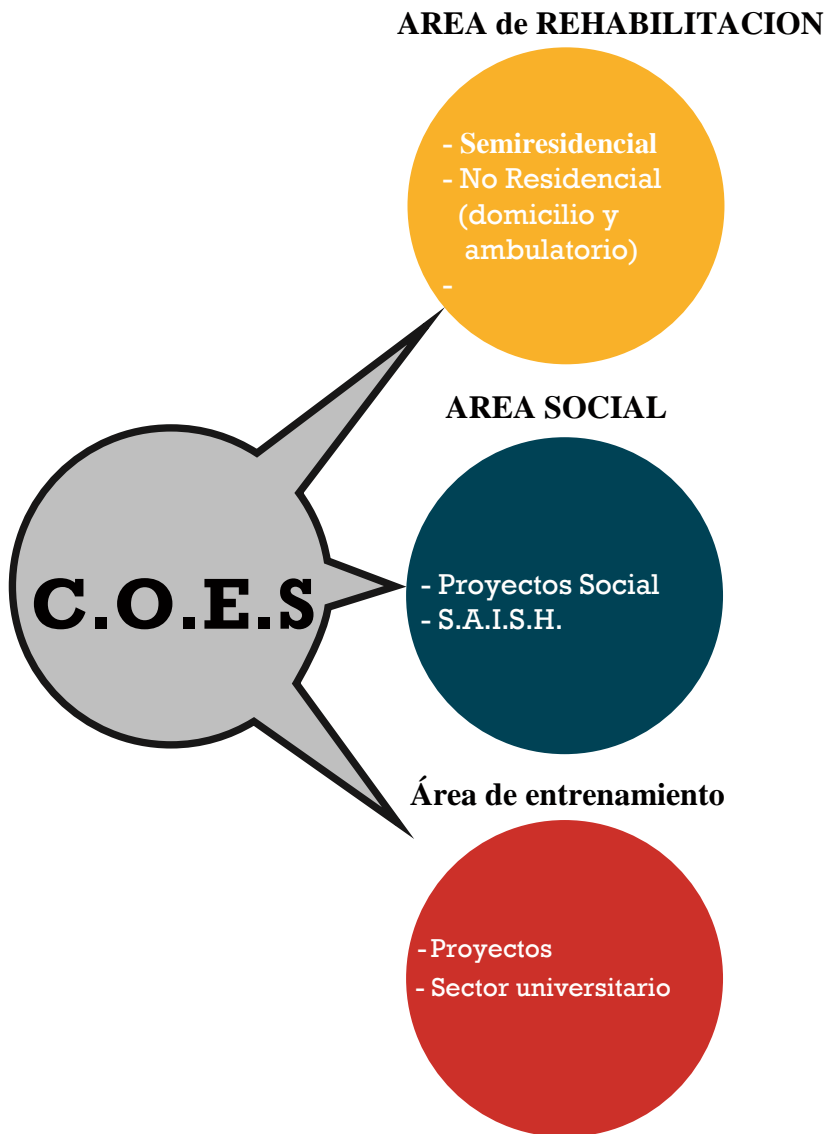 AREA de REHABILITACION
- Semiresidencial
- No Residencial
(domicilio y
ambulatorio)
-
AREA SOCIAL
C.O.E.S
- Proyectos Social
- S.A.I.S.H.
Área de entrenamiento
- Proyectos
- Sector universitario